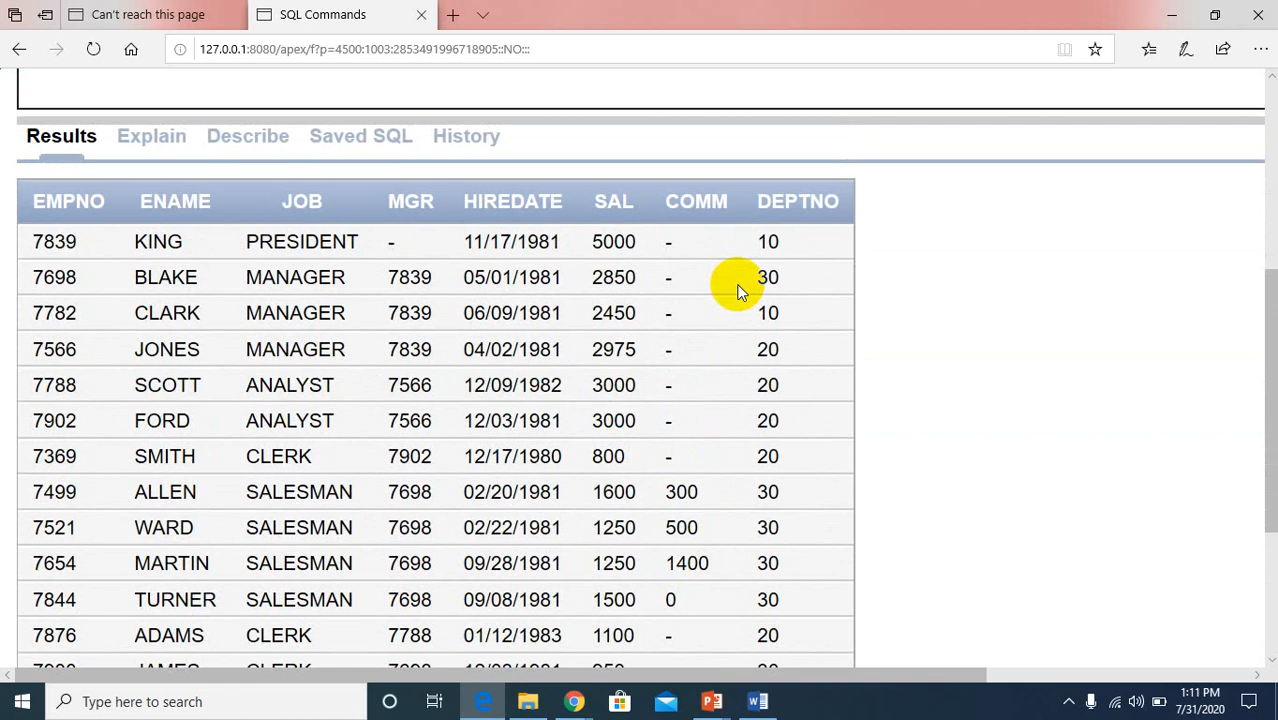 Can't reach this page
SQL Commands
127.0.0.1:8080/apex/f?p=4500:1003:2853491996718905::NO:::
Results Explain Describe Saved SQL History
EMPNO ENAME JOB MGR HIREDATE SAL COMM DEPTNO
7839 KING PRESIDENT - 11/17/1981 5000 - 10
7698 BLAKE MANAGER 7839 05/01/1981 2850 - 30
7782 CLARK MANAGER 7839 06/09/1981 2450 - 10
7566 JONES MANAGER 7839 04/02/1981 2975 - 20
7788 SCOTT ANALYST 7566 12/09/1982 3000 - 20
7902 FORD ANALYST 7566 12/03/1981 3000 - 20
7369 SMITH CLERK 7902 12/17/1980 800 - 20
7499 ALLEN SALESMAN 7698 02/20/1981 1600 300 30
7521 WARD SALESMAN 7698 02/22/1981 1250 500 30
7654 MARTIN SALESMAN 7698 09/28/1981 1250 1400 30
7844 TURNER SALESMAN 7698 09/08/1981 1500 0 30
7876 ADAMS CLERK 7788 01/12/1983 1100 - 20
JAMES CLERK
Type here to search
1:11 PM
7/31/2020